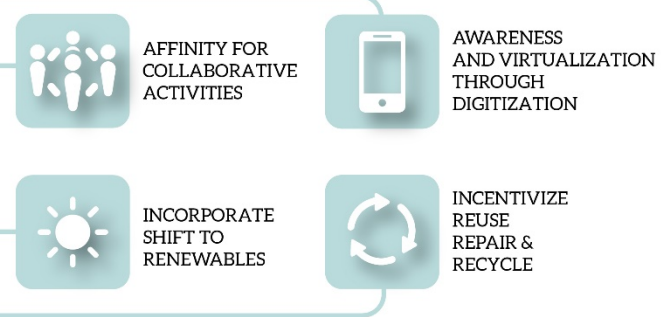 AFFINITY FOR
COLLABORATIVE
ACTIVITIES
AWARENESS
AND VIRTUALIZATION
THROUGH
DIGITIZATION
INCORPORATE
SHIFT TO
RENEWABLES
INCENTIVIZE
REUSE
REPAIR &
RECYCLE